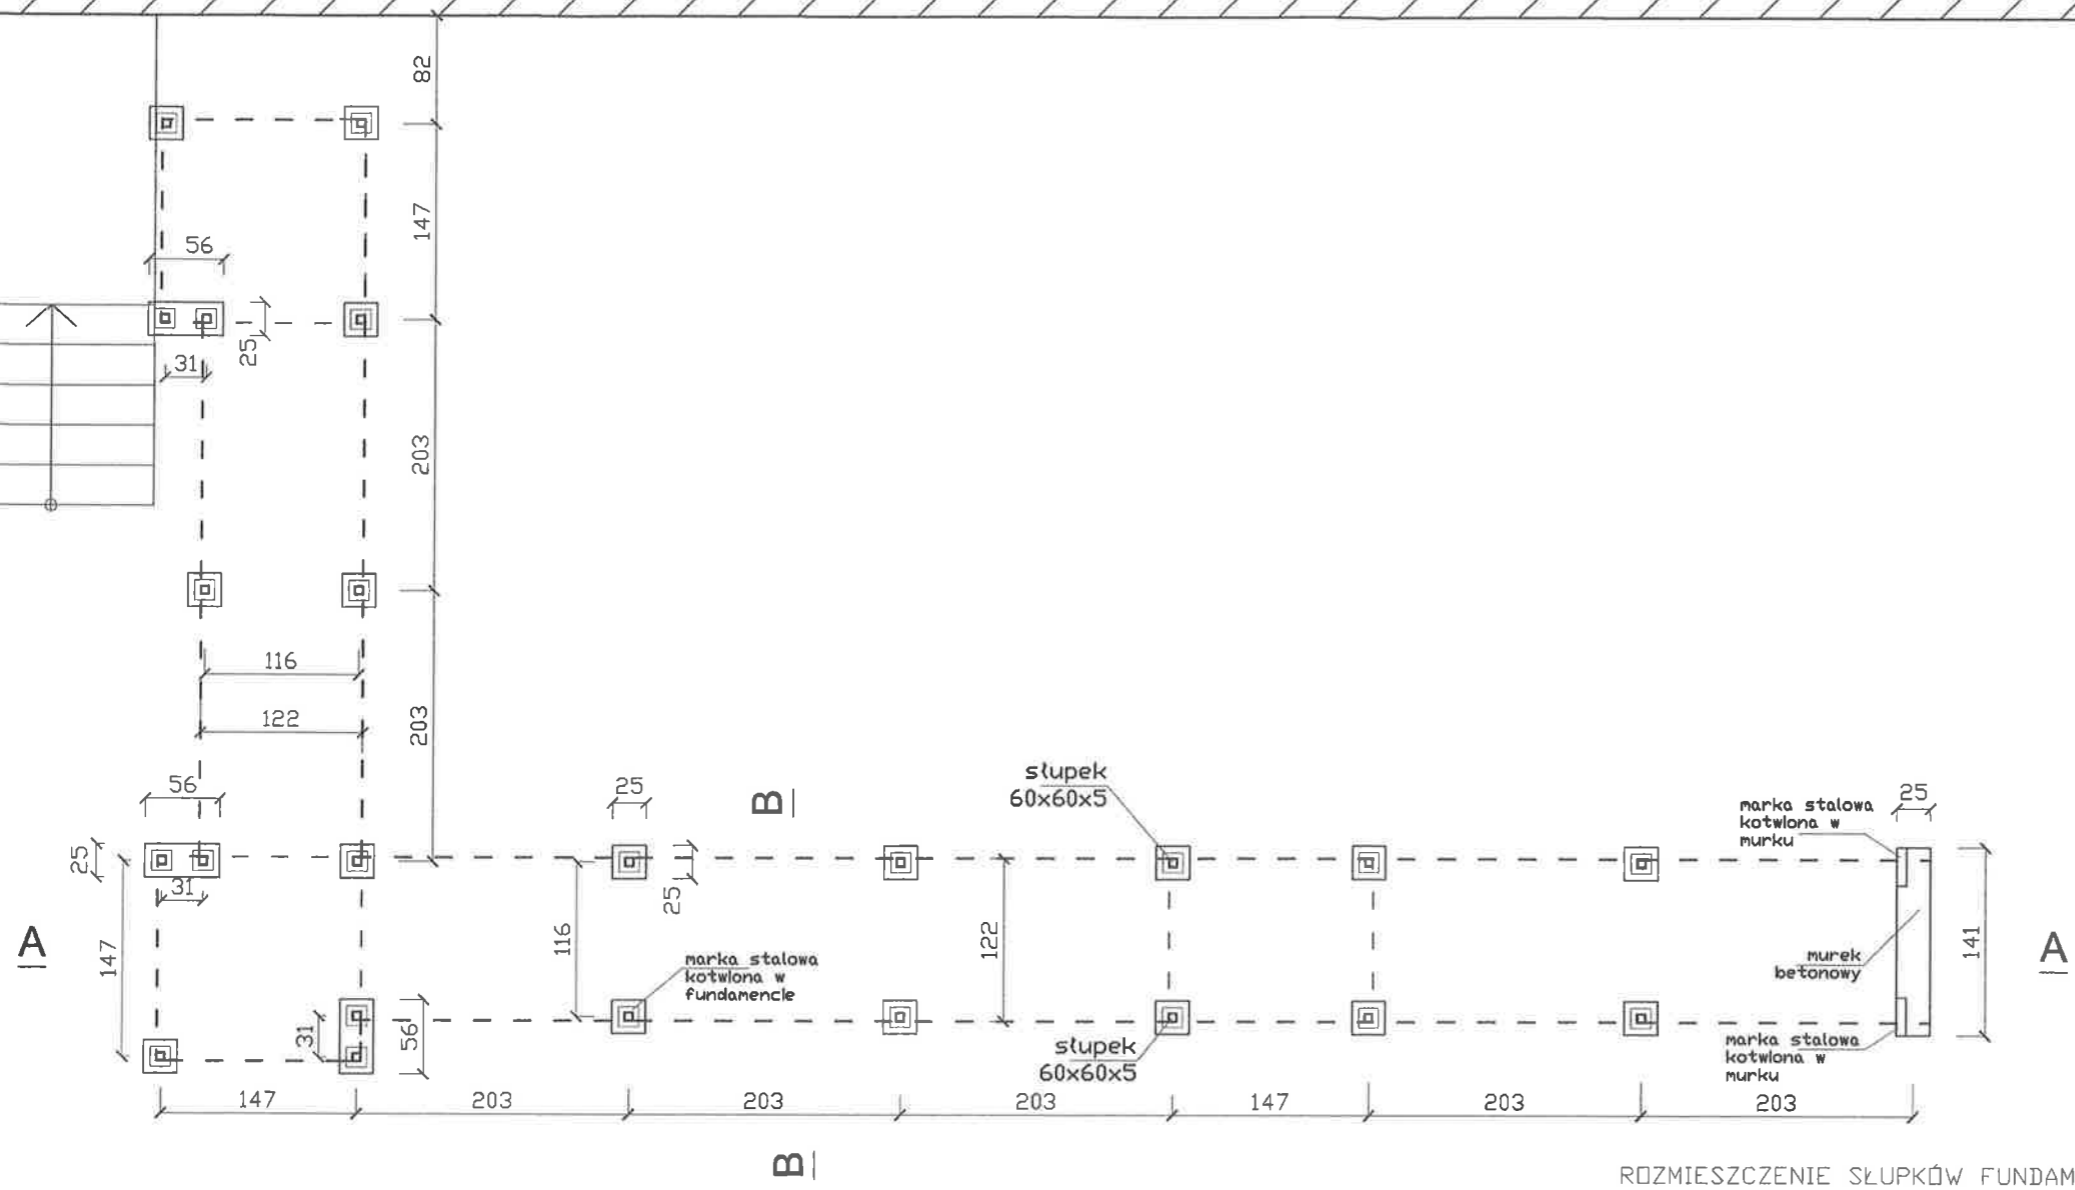 82
147
56
25
31
203
116
122
203
56
25
31
147
31
56
25
25
B
116
marka stalowa
kotwiona w
fundamencie
122
słupek
60x60x5
słupek
60x60x5
marka stalowa
kotwiona w
murku
25
murek
betonowy
141
marka stalowa
kotwiona w
murku
A
A
147
203
203
203
147
203
203
B
ROZMIESZCZENIE SŁUPKÓW FUNDAM